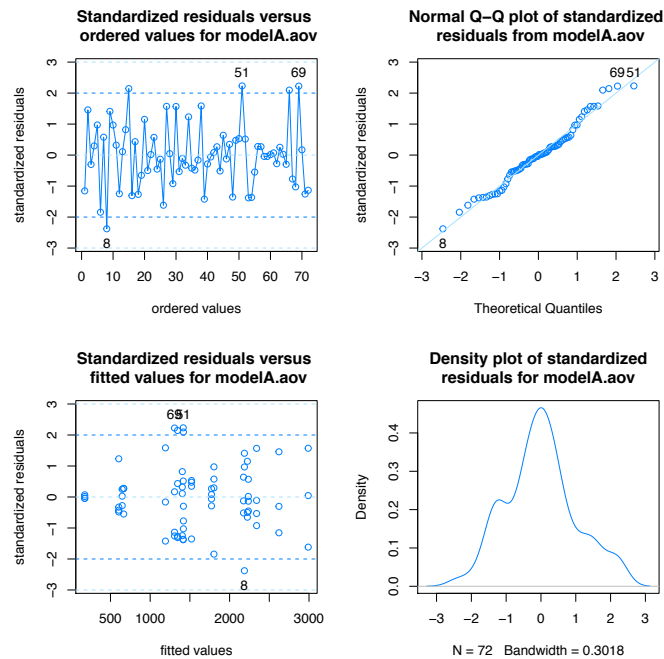 Standardized residuals versus
ordered values for modelA.aov
standardized residuals
3
2
1
0
−1
−2
−3
51
69
8
0 10 20 30 40 50 60 70
ordered values
Normal Q−Q plot of standardized
residuals from modelA.aov
standardized residuals
3
2
1
0
−1
−2
−3
6951
8
−3 −2 −1 0 1 2 3
Theoretical Quantiles
Standardized residuals versus
fitted values for modelA.aov
standardized residuals
3
2
1
0
−1
−2
−3
69
51
8
500 1000 2000 3000
fitted values
Density plot of standardized
residuals for modelA.aov
Density
0.4
0.3
0.2
0.1
0.0
−3 −2 −1 0 1 2 3
N = 72 Bandwidth = 0.3018